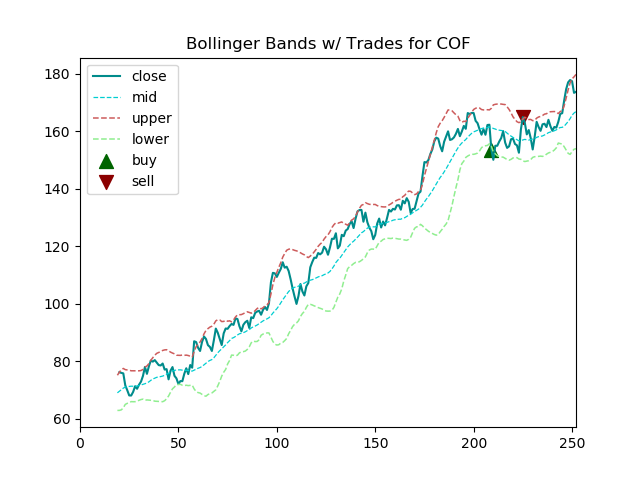 Bollinger Bands w/ Trades for COF
close
mid
upper
lower
buy
sell
180
160
140
120
100
80
60
0 50 100 150 200 250